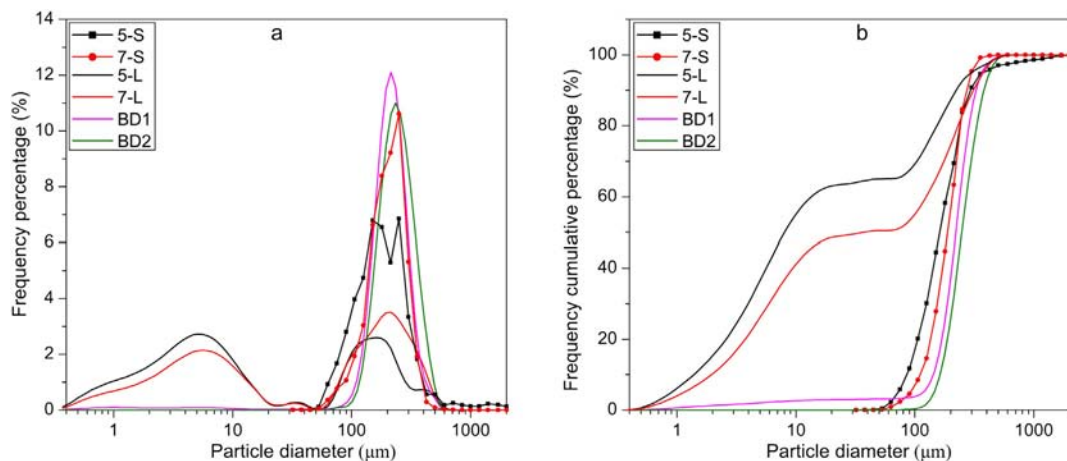 a
5-S
7-S
5-L
7-L
BD1
BD2
14
12
10
8
6
4
2
0
Frequency percentage (%)
1
10
100
1000
Particle diameter (μm)
b
5-S
7-S
5-L
7-L
BD1
BD2
100
80
60
40
20
0
Frequency cumulative percentage (%)
1
10
100
1000
Particle diameter (μm)